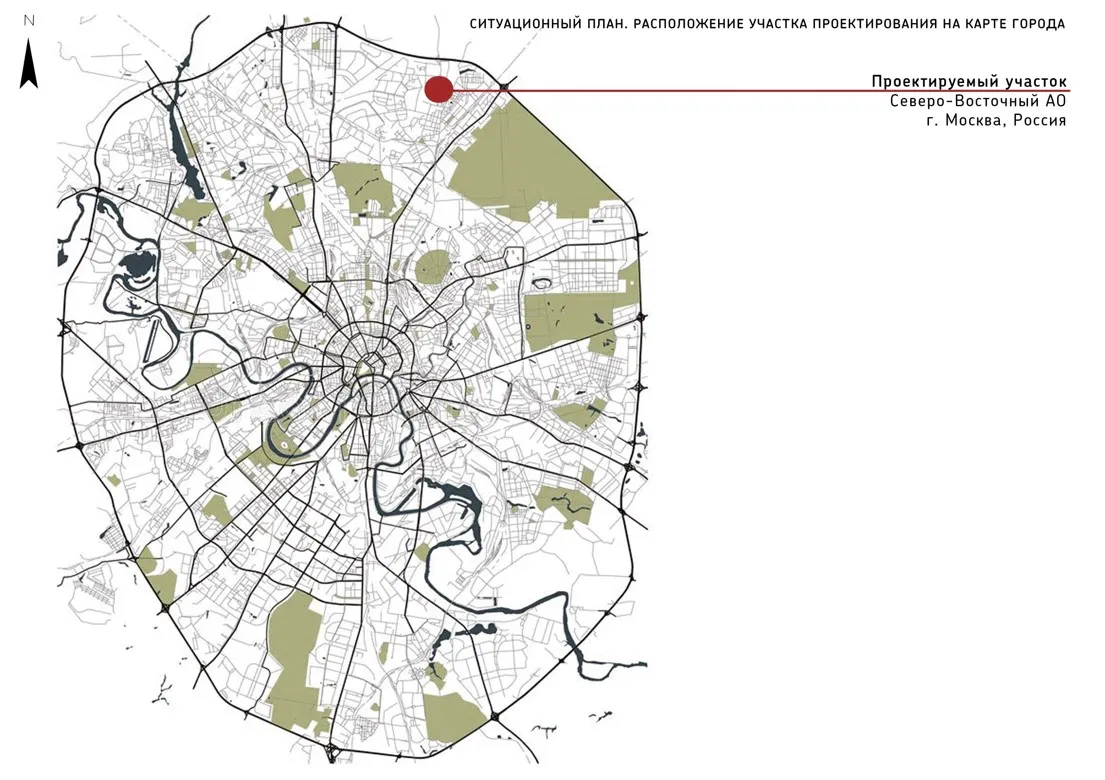 N
СИТУАЦИОННЫЙ ПЛАН. РАСПОЛОЖЕНИЕ УЧАСТКА ПРОЕКТИРОВАНИЯ НА КАРТЕ ГОРОДА
Проектируемый участок
Северо-Восточный АО
г. Москва, Россия